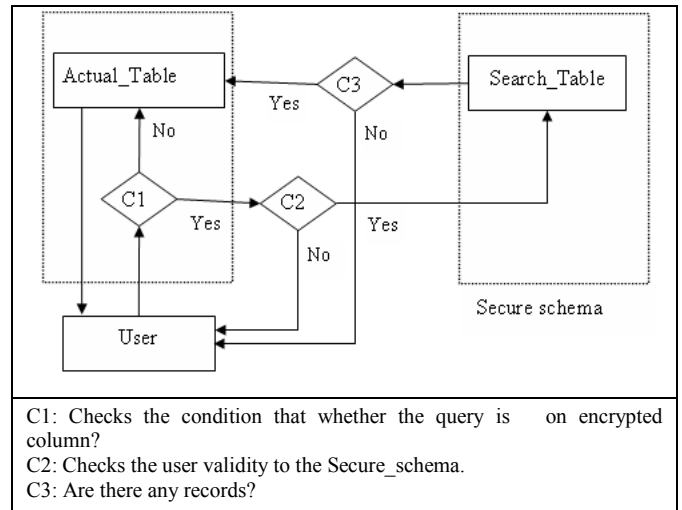 Actual_Table
C3
Search_Table
Yes
No
No
C1
C2
Yes
Yes
No
Secure schema
User
C1: Checks the condition that whether the query is on encrypted
column?
C2: Checks the user validity to the Secure_schema.
C3: Are there any records?